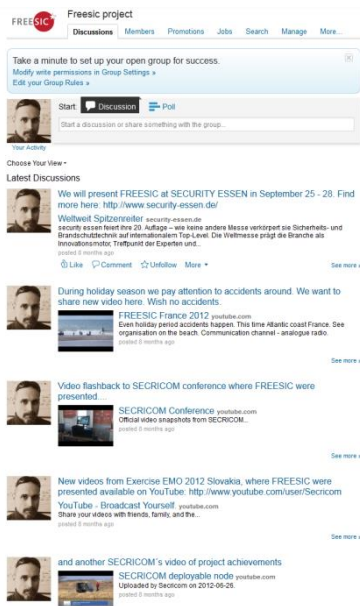 FREESIC
Freesic project
Discussions Members Promotions Jobs Search Manage More...
Take a minute to set up your open group for success.
Modify write permissions in Group Settings »
Edit your Group Rules »
Start: Discussion Poll
Start a discussion or share something with the group...
Your Activity
Choose Your View
Latest Discussions
We will present FREESIC at SECURITY ESSEN in September 25 - 28. Find
more here: http://www.security-essen.de/
Weltweit Spitzenreiter security-essen.de
security essen feiert ihre 20. Auflage – wie keine andere Messe verkörpert sie Sicherheits- und
Brandschutztechnik auf internationalem Top-Level. Die Weltmesse prägt die Branche als
Innovationsmotor, Treffpunkt der Experten und...
posted 8 months ago
Like Comment Unfollow More
See more
During holiday season we pay attention to accidents around. We want to
share new video here. Wish no accidents.
FREESIC France 2012 youtube.com
Even holiday period accidents happen. This time Atlantic coast France. See
organisation on the beach. Communication channel - analogue radio.
posted 8 months ago
See more
Video flashback to SECRICOM conference where FREESIC were
presented....
SECRICOM Conference youtube.com
Official video snapshots from SECRICOM...
posted 8 months ago
See more
New videos from Exercise EMO 2012 Slovakia, where FREESIC were
presented available on YouTube: http://www.youtube.com/user/Secricom
YouTube - Broadcast Yourself. youtube.com
Share your videos with friends, family, and the...
posted 8 months ago
See more
and another SECRICOM´s video of project achievements
SECRICOM deployable node youtube.com
Uploaded by Secricom on 2012-06-26.
posted 8 months ago